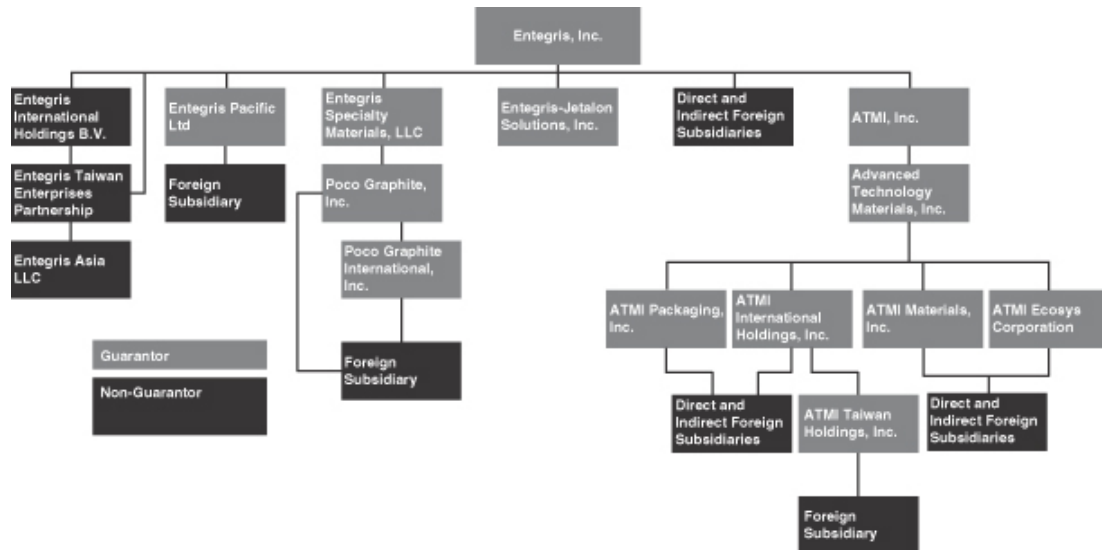 Entegris, Inc.
Entegris
International
Holdings B.V.
Entegris Pacific
Ltd
Entegris
Specialty
Materials, LLC
Entegris-Jetalon
Solutions, Inc.
Direct and
Indirect Foreign
Subsidiaries
ATMI, Inc.
Entegris Taiwan
Enterprises
Partnership
Foreign
Subsidiary
Poco Graphite,
Inc.
Advanced
Technology
Materials, Inc.
Entegris Asia
LLC
Poco Graphite
International,
Inc.
ATMI Packaging,
Inc.
ATMI
International
Holdings, Inc.
ATMI Materials,
Inc.
ATMI Ecosys
Corporation
Guarantor
Non-Guarantor
Foreign
Subsidiary
Direct and
Indirect Foreign
Subsidiaries
ATMI Taiwan
Holdings, Inc.
Direct and
Indirect Foreign
Subsidiaries
Foreign
Subsidiary